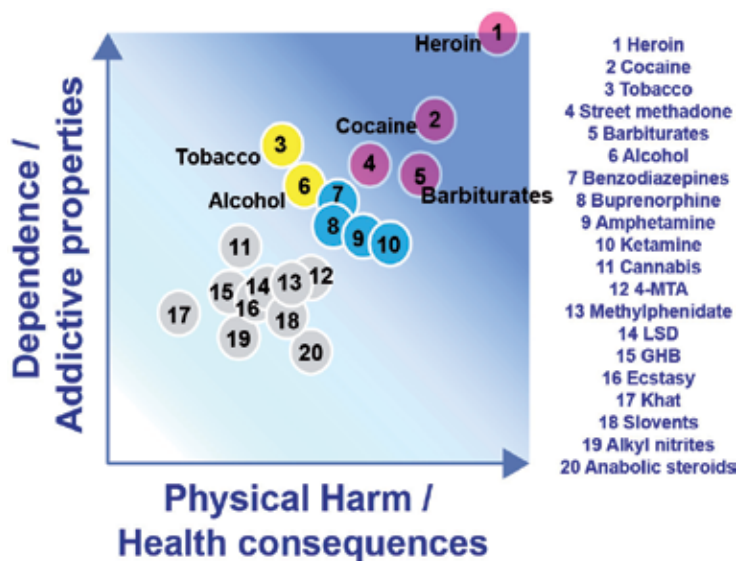 Dependence /
Addictive properties
Heroin
1
Cocaine
2
Tobacco
3
4
Barbiturates
5
Alcohol
6
7
8
9
10
11
12
13
14
15
16
17
18
19
20
Physical Harm /
Health consequences
1 Heroin
2 Cocaine
3 Tobacco
4 Street methadone
5 Barbiturates
6 Alcohol
7 Benzodiazepines
8 Buprenorphine
9 Amphetamine
10 Ketamine
11 Cannabis
12 4-MTA
13 Methylphenidate
14 LSD
15 GHB
16 Ecstasy
17 Khat
18 Slovents
19 Alkyl nitrites
20 Anabolic steroids